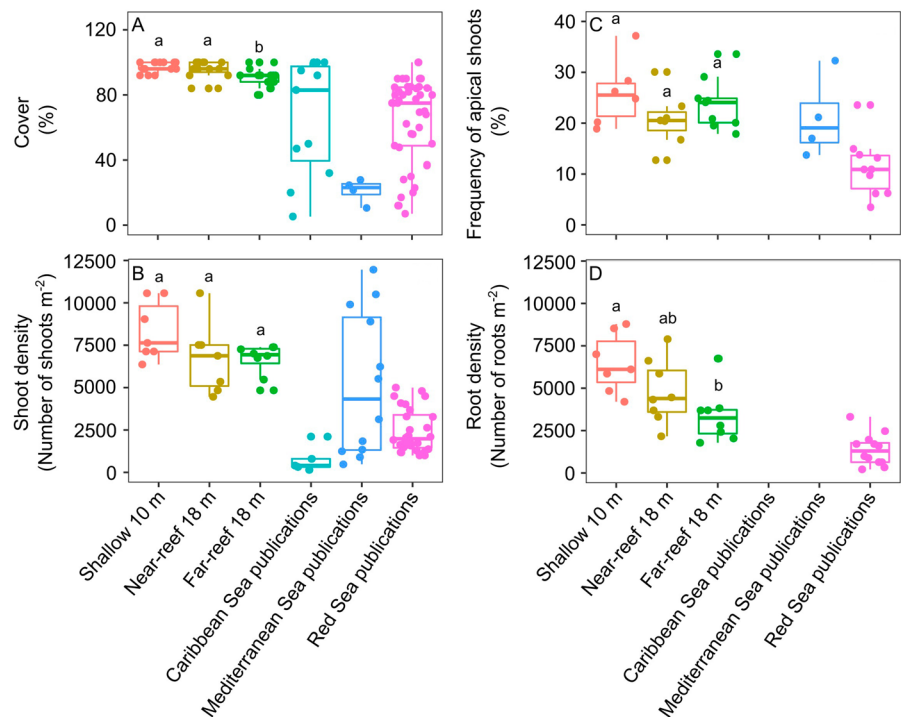 A
a
a
b
120
80
40
0
Cover
(%)
C
a
a
a
40
30
20
10
0
Frequency of apical shoots
(%)
B
a
a
a
12500
10000
7500
5000
2500
0
Shoot density
(Number of shoots m-2)
D
a
ab
b
12500
10000
7500
5000
2500
0
Root density
(Number of roots m-2)
Shallow 10 m
Near-reef 18 m
Far-reef 18 m
Caribbean Sea publications
Mediterranean Sea publications
Red Sea publications
Shallow 10 m
Near-reef 18 m
Far-reef 18 m
Caribbean Sea publications
Mediterranean Sea publications
Red Sea publications